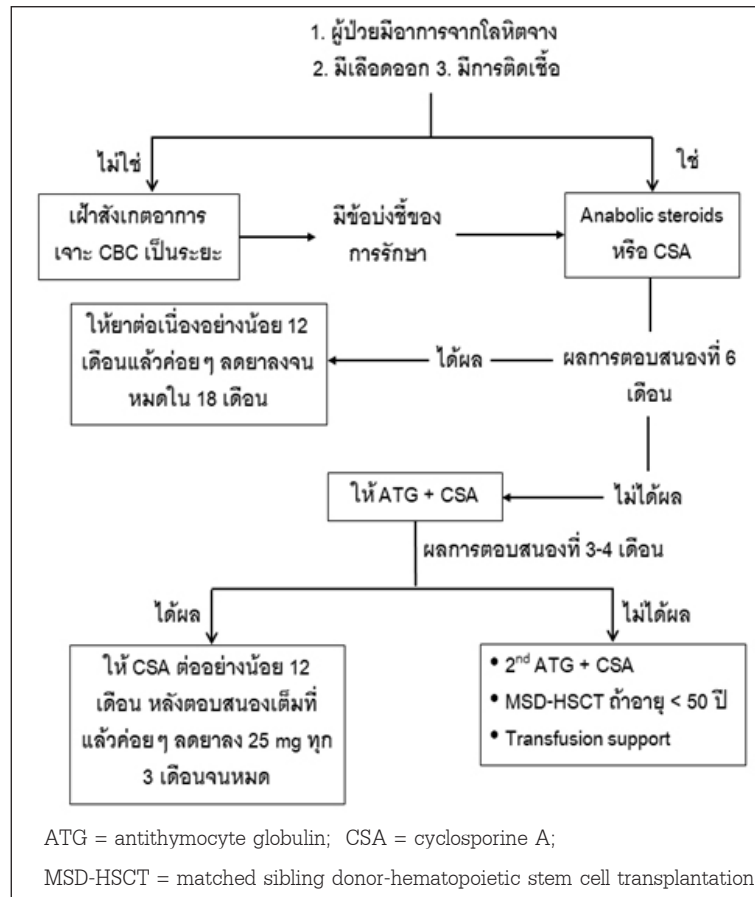 1. ผู้ป่วยมีอาการจากโลหิตจาง
2. มีเลือดออก 3. มีการติดเชื้อ
ไม่ใช่
ใช่
เฝ้าสังเกตอาการ
เจาะ CBC เป็นระยะ
มีข้อบ่งชี้ของ
การรักษา
Anabolic steroids
หรือ CSA
ให้ยาต่อเนื่องอย่างน้อย 12
เดือนแล้วค่อยๆ ลดยาลงจน
หมดใน 18 เดือน
ได้ผล
ผลการตอบสนองที่ 6
เดือน
ให้ ATG + CSA
ไม่ได้ผล
ผลการตอบสนองที่ 3-4 เดือน
ได้ผล
ไม่ได้ผล
ให้ CSA ต่ออย่างน้อย 12
เดือน หลังตอบสนองเต็มที่
แล้วค่อยๆ ลดยาลง 25 mg ทุก
3 เดือนจนหมด
• 2nd ATG + CSA
• MSD-HSCT ถ้าอายุ < 50 ปี
• Transfusion support
ATG = antithymocyte globulin; CSA = cyclosporine A;
MSD-HSCT = matched sibling donor-hematopoietic stem cell transplantation